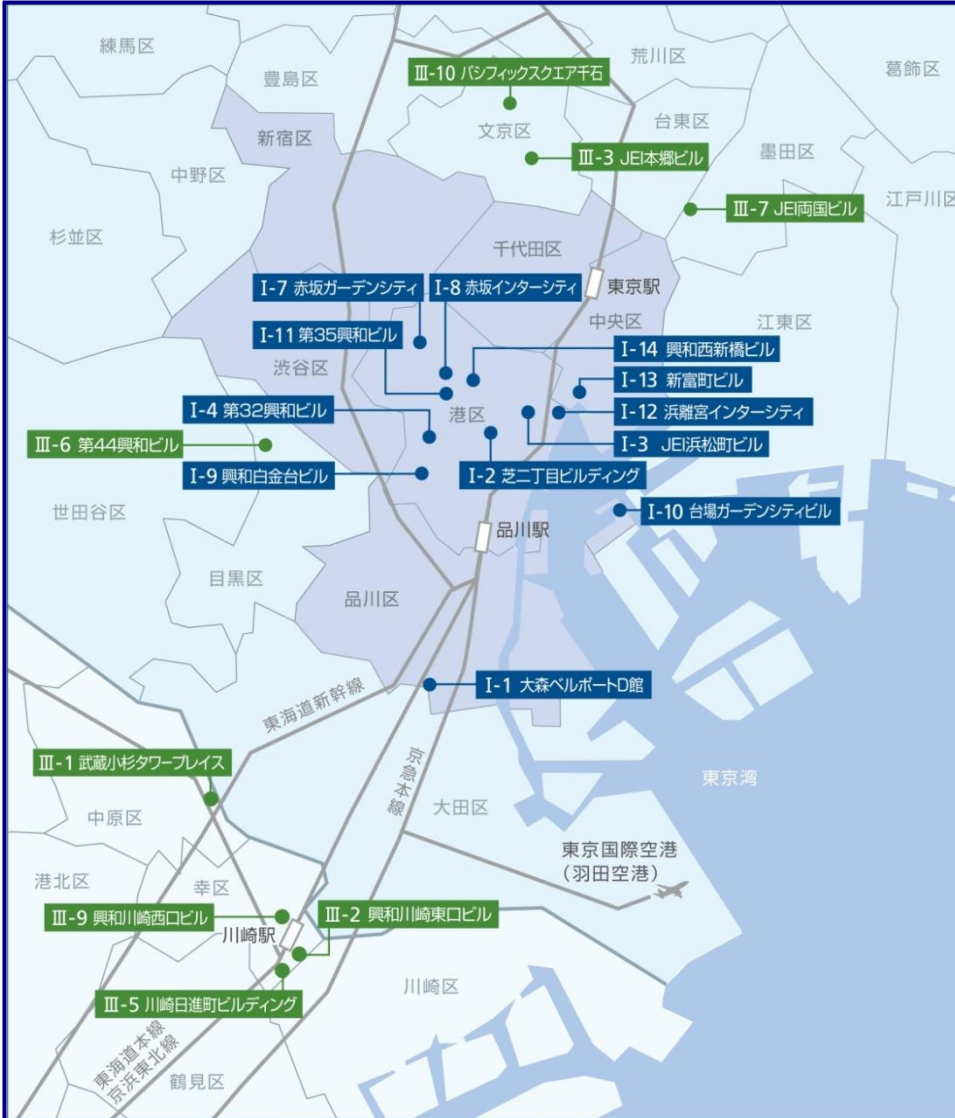 練馬区
豊島区
荒川区
葛飾区
Ⅲ-10 パシフィックスクエア千石
文京区
台東区
新宿区
Ⅲ-3 JEI本郷ビル
墨田区
中野区
江戸川区
Ⅲ-7 JEI両国ビル
杉並区
千代田区
東京駅
Ⅰ-7 赤坂ガーデンシティ
Ⅰ-8 赤坂インターシティ
中央区
江東区
Ⅰ-11 第35興和ビル
Ⅰ-14 興和西新橋ビル
渋谷区
Ⅰ-13 新富町ビル
Ⅰ-4 第32興和ビル
港区
Ⅰ-12 浜離宮インターシティ
Ⅲ-6 第44興和ビル
Ⅰ-3 JEI浜松町ビル
Ⅰ-9 興和白金台ビル
Ⅰ-2 芝二丁目ビルディング
世田谷区
Ⅰ-10 台場ガーデンシティビル
品川駅
目黒区
品川区
Ⅰ-1 大森ベルポートD館
東海道新幹線
京急本線
Ⅲ-1 武蔵小杉タワープレイス
東京湾
中原区
大田区
東京国際空港
（羽田空港）
港北区
幸区
Ⅲ-9 興和川崎西口ビル
Ⅲ-2 興和川崎東口ビル
川崎駅
川崎区
Ⅲ-5 川崎日進町ビルディング
東海道本線
京浜東北線
鶴見区